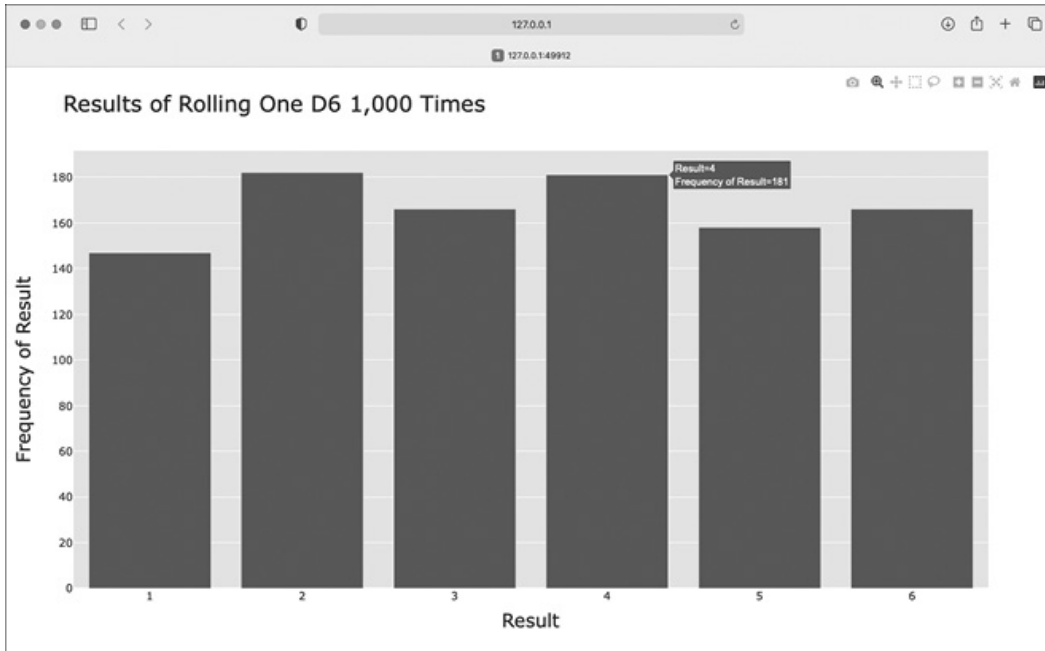 127.0.0.1
1 127.0.0.1:49912
Results of Rolling One D6 1,000 Times
Result=4
Frequency of Result=181
180
160
140
120
100
80
60
40
20
0
Frequency of Result
1 2 3 4 5 6
Result